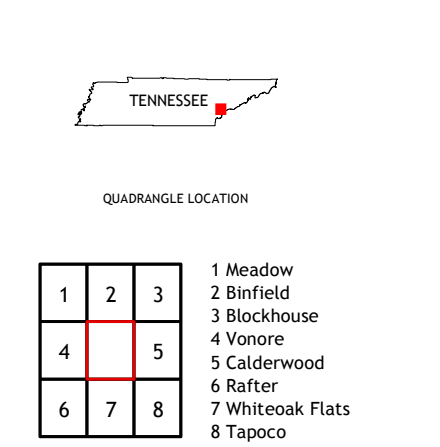 TENNESSEE
QUADRANGLE LOCATION
1 2 3
4 5
6 7 8
1 Meadow
2 Binfield
3 Blockhouse
4 Vonore
5 Calderwood
6 Rafter
7 Whiteoak Flats
8 Tapoco